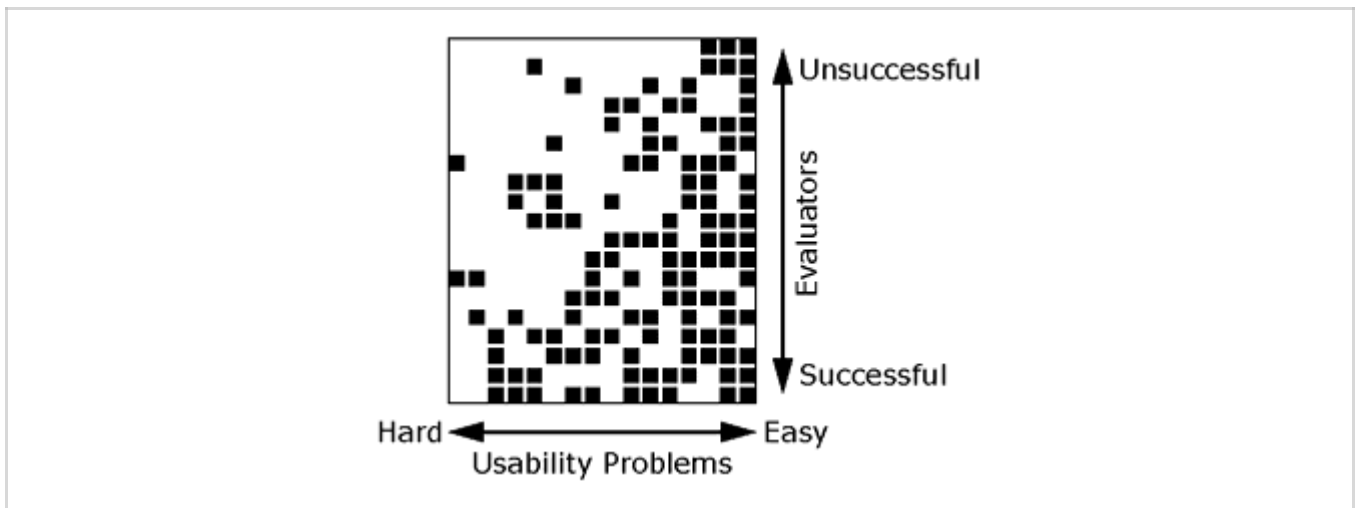 Unsuccessful
Evaluators
Successful
Hard
Easy
Usability Problems